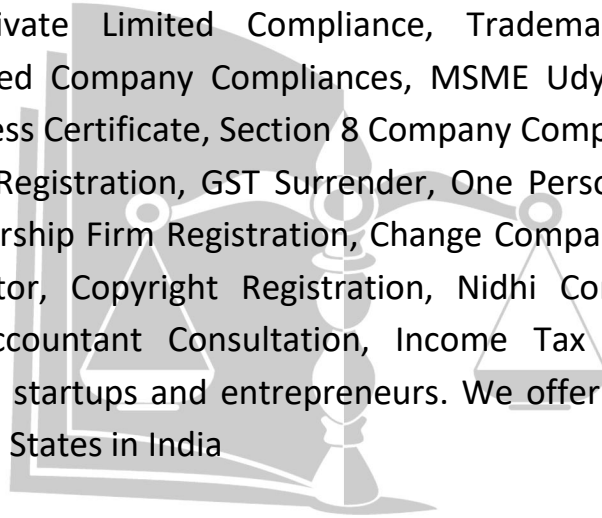 ivate Limited Compliance, Tradema
ed Company Compliances, MSME Udy
ess Certificate, Section 8 Company Comp
Registration, GST Surrender, One Perso
ership Firm Registration, Change Compa
tor, Copyright Registration, Nidhi Co
ccountant Consultation, Income Tax
startups and entrepreneurs. We offer
States in India